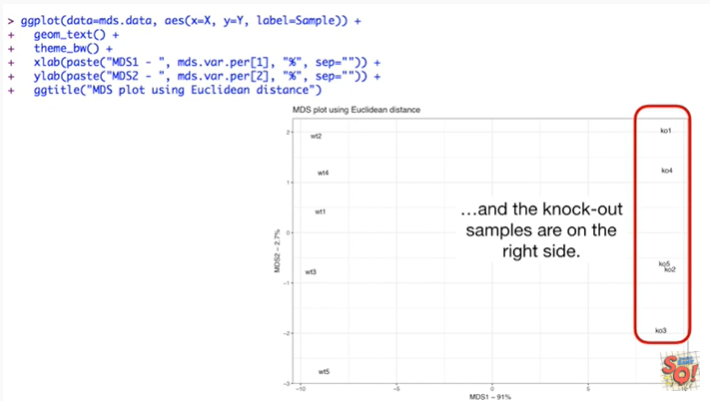 > ggplot(data=mds.data, aes(x=X, y=Y, label=Sample)) +
+ geom_text() +
+ theme_bw() +
+ xlab(paste("MDS1 - ", mds.var.per[1], "%", sep="")) +
+ ylab(paste("MDS2 - ", mds.var.per[2], "%", sep="")) +
+ ggtitle("MDS plot using Euclidean distance")
MDS plot using Euclidean distance
2
1
0
-1
-2
-3
MDS2 - 2.7%
wt2
wt4
wt1
wt3
wt5
...and the knock-out
samples are on the
right side.
ko1
ko4
ko5
ko2
ko3
SQ!
-10
-5
0
5
MDS1 - 91%